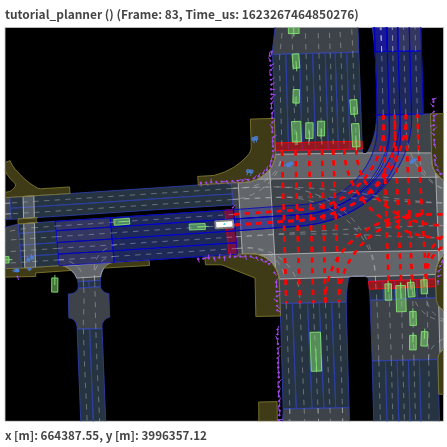 tutorial_planner () (Frame: 83, Time_us: 1623267464850276)
x [m]: 664387.55, y [m]: 3996357.12